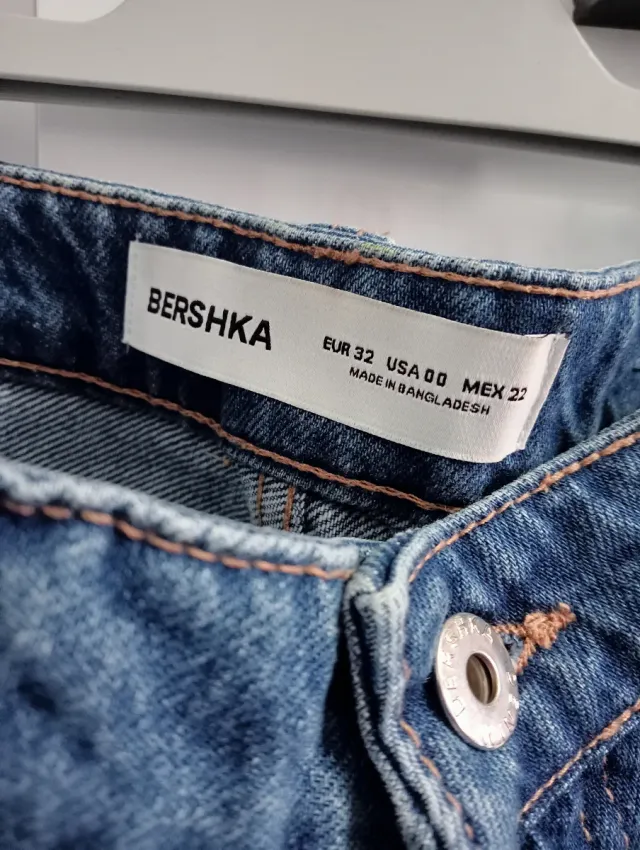 BERSHKA
EUR 32 USA 00 MEX 22
MADE IN BANGLADESH